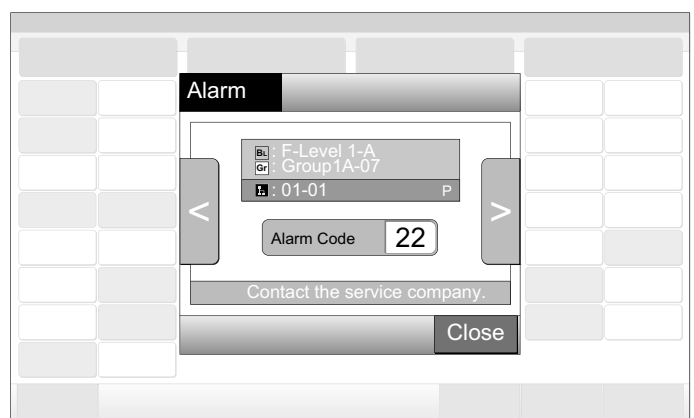 Alarm
BL : F-Level 1-A
Gr : Group1A-07
: 01-01 P
< >
Alarm Code 22
Contact the service company.
Close